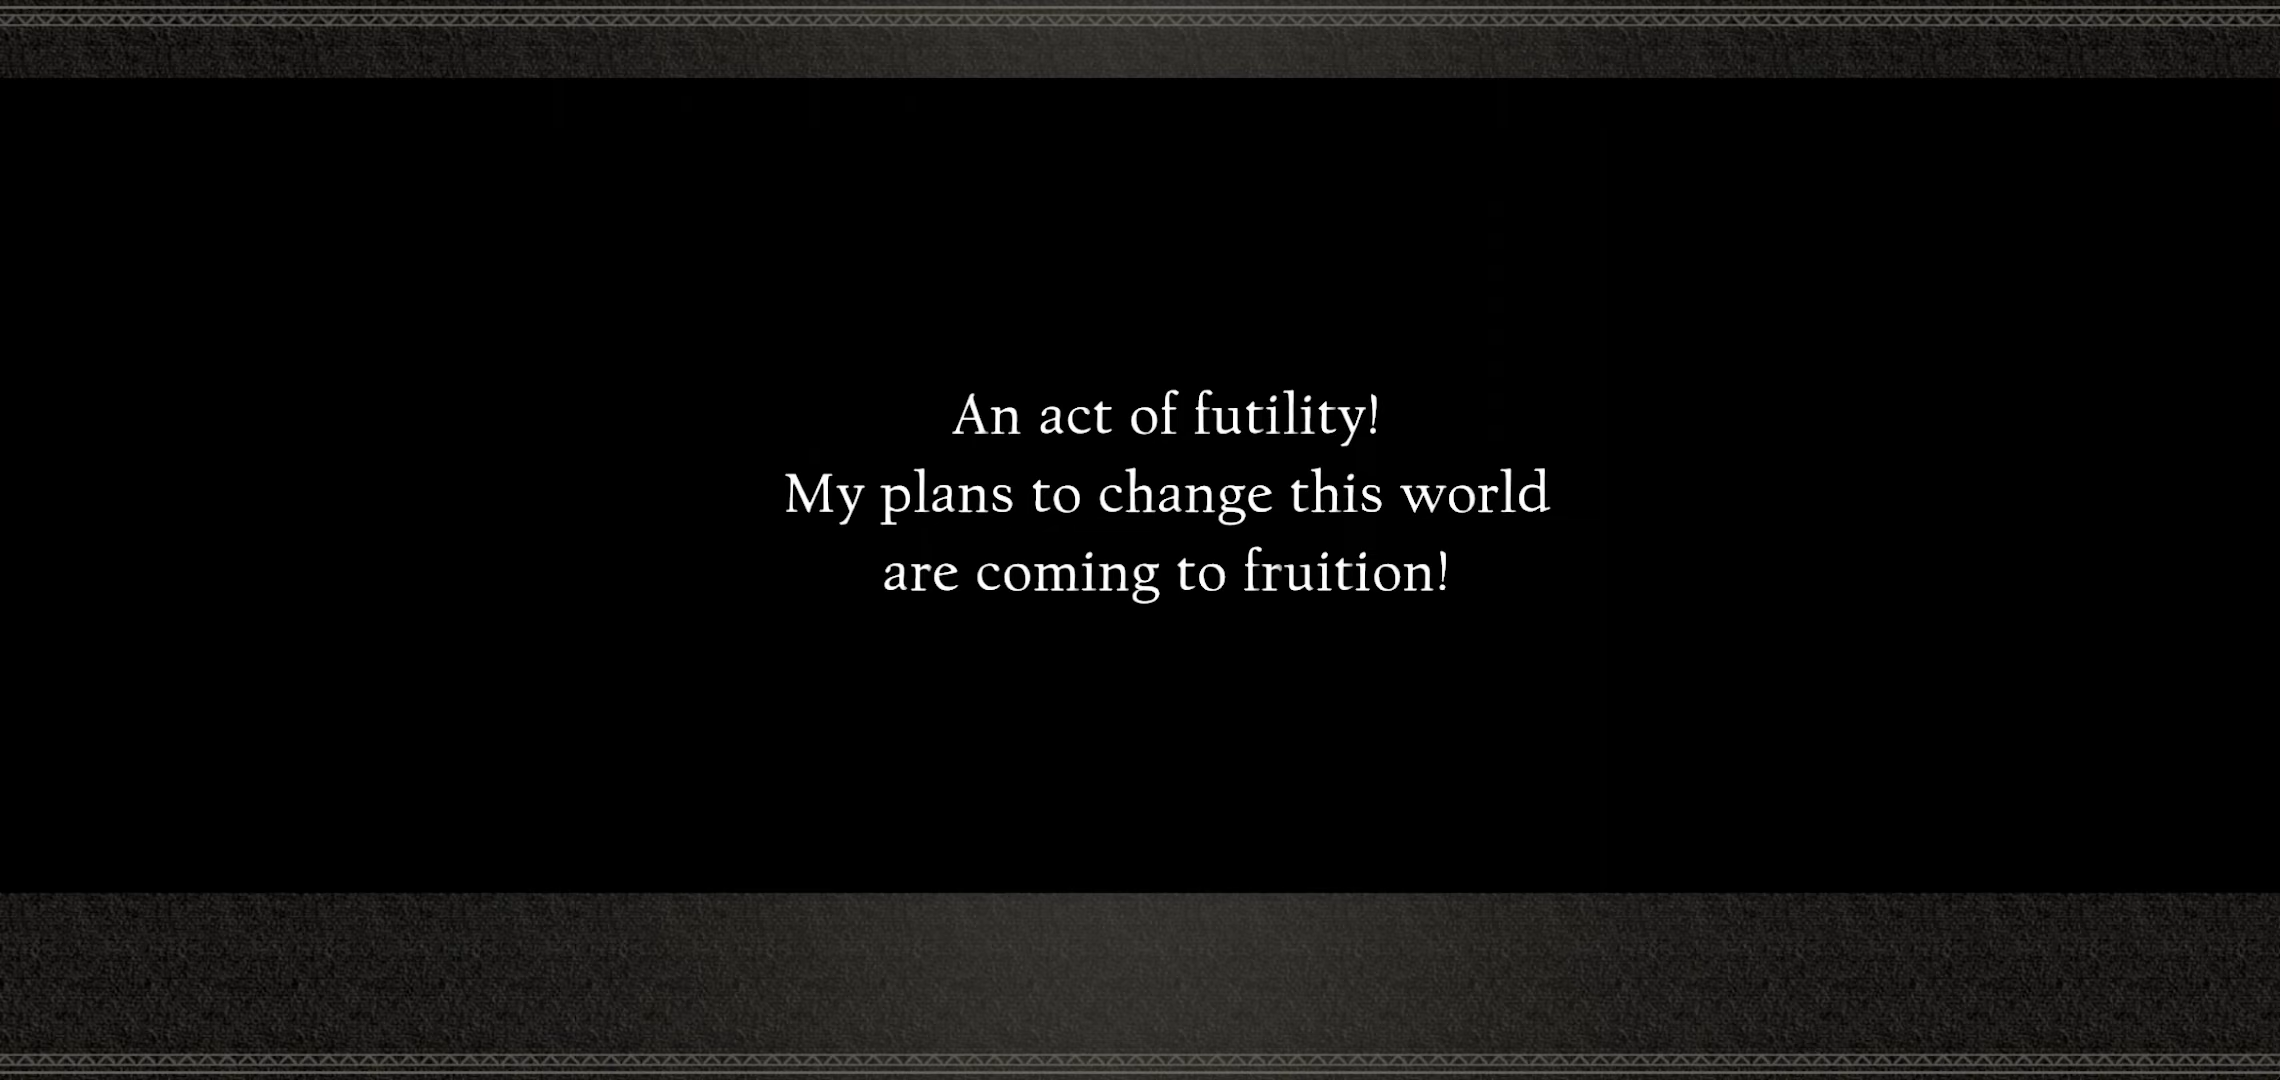 An act of futility!
My plans to change this world
are coming to fruition!